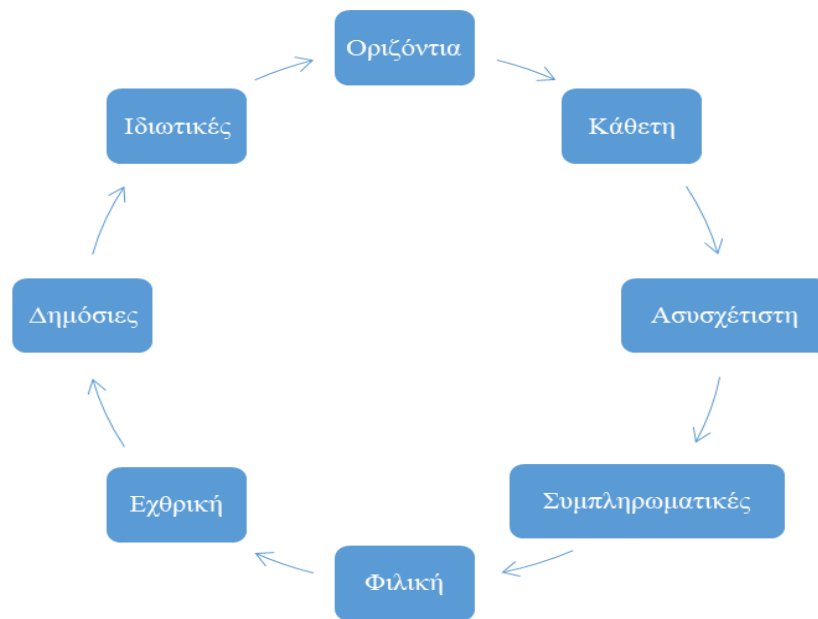 Οριζόντια
Κάθετη
Ασυσχέτιστη
Συμπληρωματικές
Φιλική
Εχθρική
Δημόσιες
Ιδιωτικές